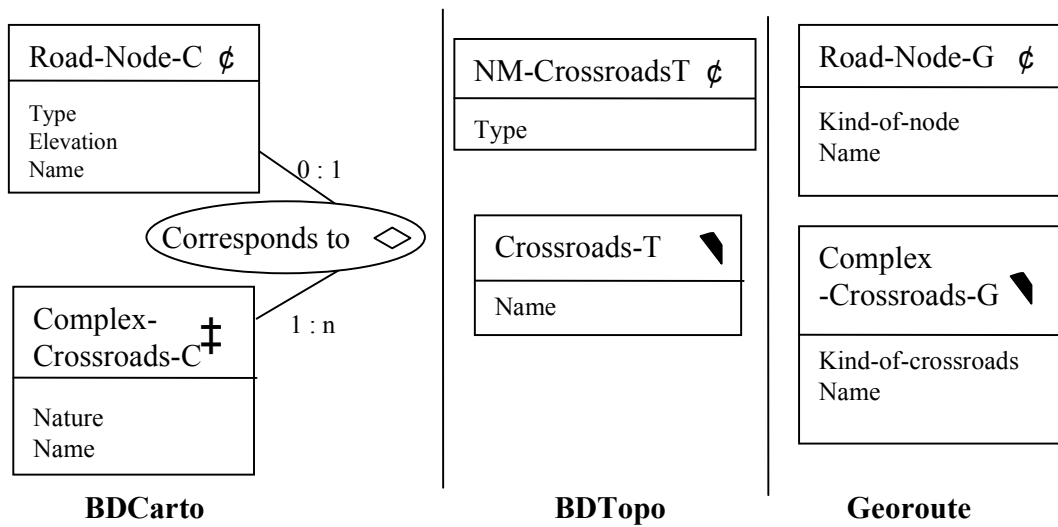 Road-Node-C ₵
Type
Elevation
Name
0 : 1
Corresponds to
1 : n
Complex-
Crossroads-C ‡
Nature
Name
BDCarto
NM-CrossroadsT ₵
Type
Crossroads-T
Name
BDTopo
Road-Node-G ₵
Kind-of-node
Name
Complex
-Crossroads-G
Kind-of-crossroads
Name
Georoute